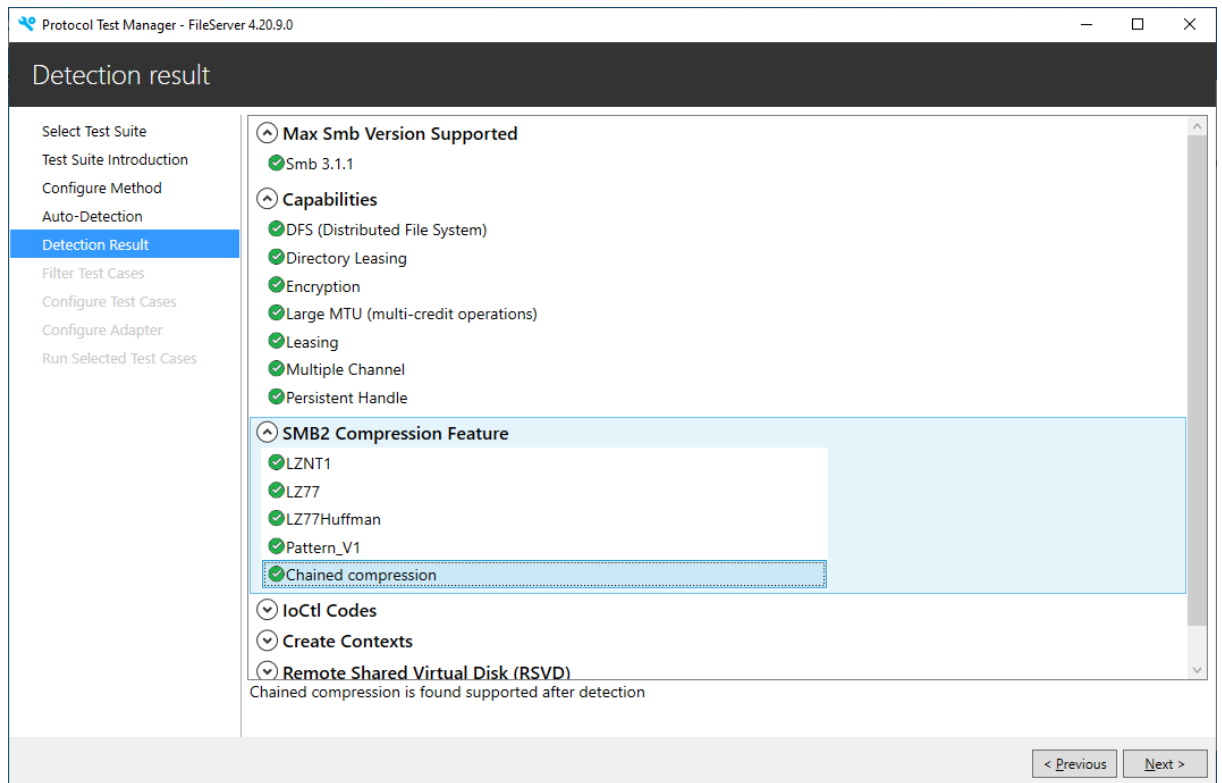 Protocol Test Manager - FileServer 4.20.9.0
Detection result
Select Test Suite
Test Suite Introduction
Configure Method
Auto-Detection
Detection Result
Filter Test Cases
Configure Test Cases
Configure Adapter
Run Selected Test Cases
Max Smb Version Supported
Smb 3.1.1
Capabilities
DFS (Distributed File System)
Directory Leasing
Encryption
Large MTU (multi-credit operations)
Leasing
Multiple Channel
Persistent Handle
SMB2 Compression Feature
LZNT1
LZ77
LZ77Huffman
Pattern_V1
Chained compression
IoCtl Codes
Create Contexts
Remote Shared Virtual Disk (RSVD)
Chained compression is found supported after detection
< Previous
Next >